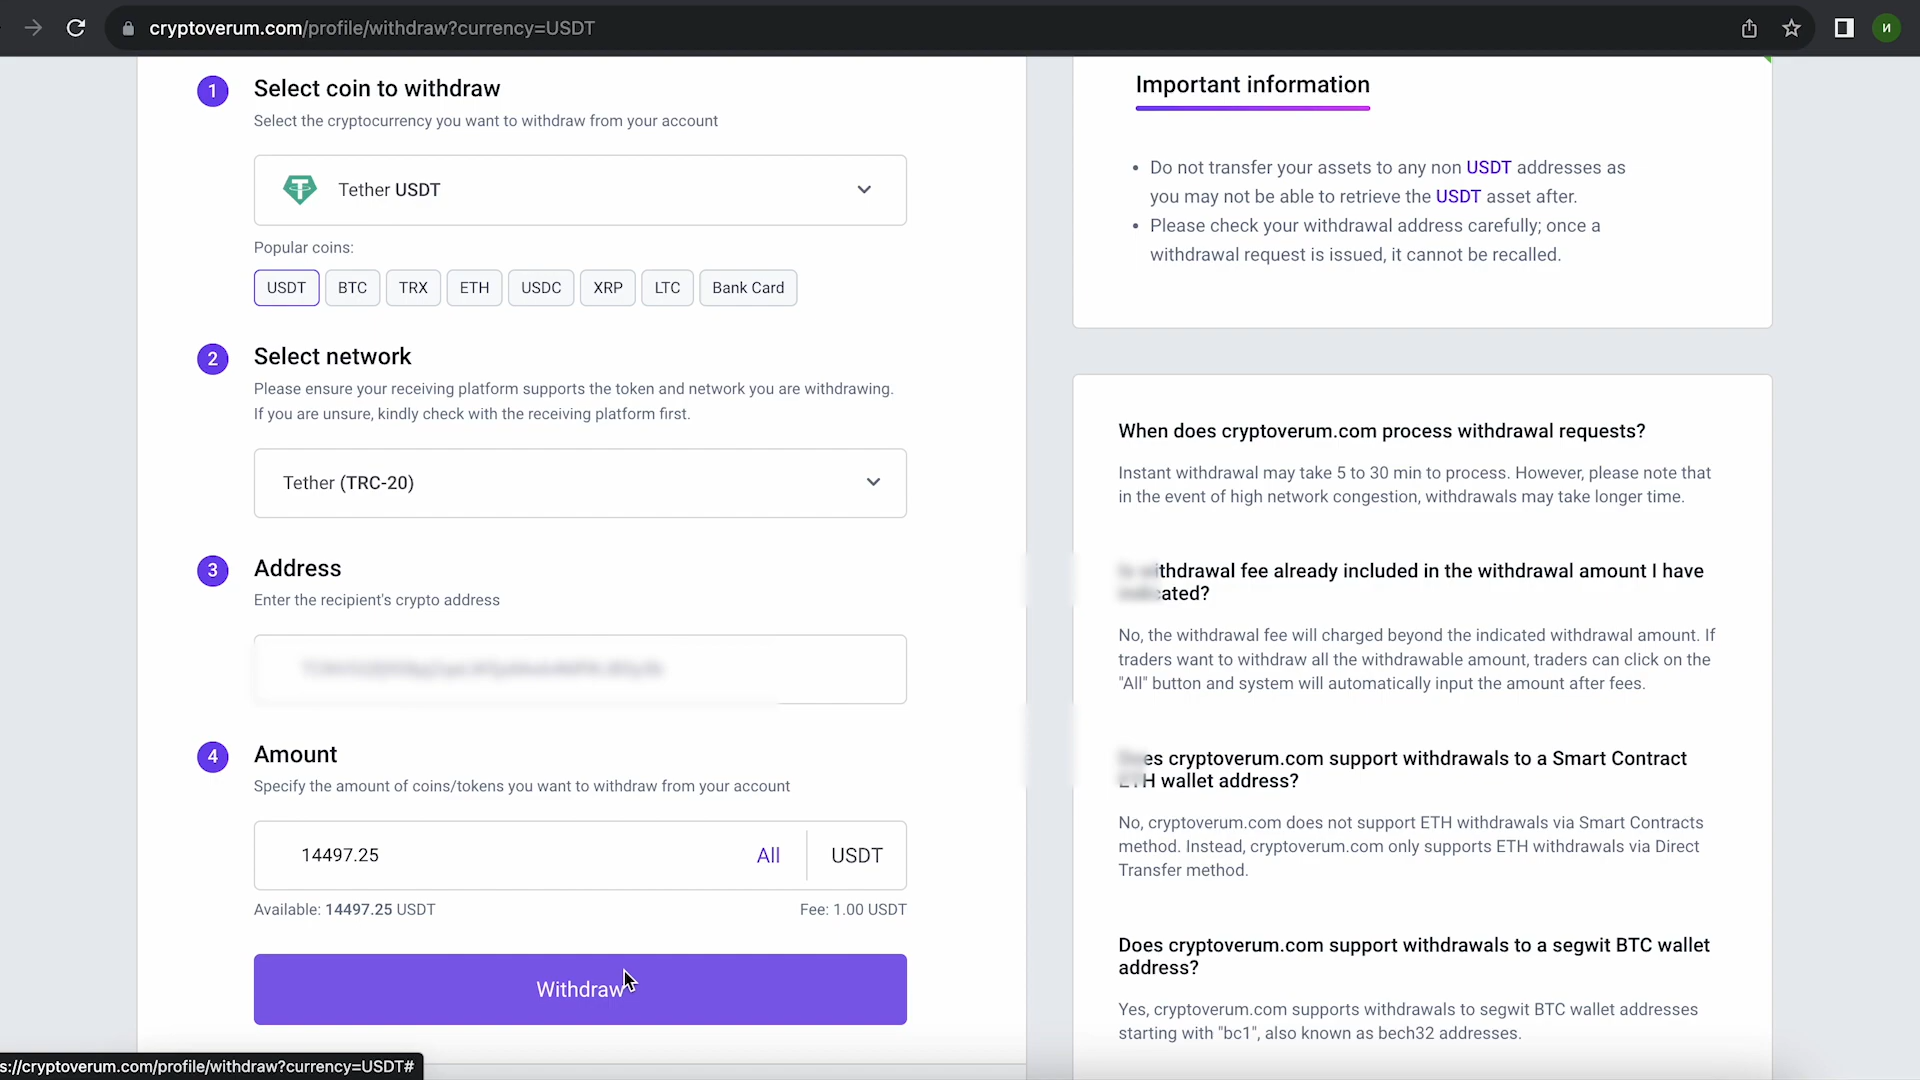 cryptoverum.com/profile/withdraw?currency=USDT
И
1
Select coin to withdraw
Select the cryptocurrency you want to withdraw from your account
Tether USDT
Popular coins:
USDT BTC TRX ETH USDC XRP LTC Bank Card
2
Select network
Please ensure your receiving platform supports the token and network you are withdrawing.
If you are unsure, kindly check with the receiving platform first.
Tether (TRC-20)
3
Address
Enter the recipient's crypto address
4
Amount
Specify the amount of coins/tokens you want to withdraw from your account
14497.25 All USDT
Available: 14497.25 USDT Fee: 1.00 USDT
Withdraw
s://cryptoverum.com/profile/withdraw?currency=USDT#
Important information
• Do not transfer your assets to any non USDT addresses as
you may not be able to retrieve the USDT asset after.
• Please check your withdrawal address carefully; once a
withdrawal request is issued, it cannot be recalled.
When does cryptoverum.com process withdrawal requests?
Instant withdrawal may take 5 to 30 min to process. However, please note that
in the event of high network congestion, withdrawals may take longer time.
thdrawal fee already included in the withdrawal amount I have
ated?
No, the withdrawal fee will charged beyond the indicated withdrawal amount. If
traders want to withdraw all the withdrawable amount, traders can click on the
"All" button and system will automatically input the amount after fees.
es cryptoverum.com support withdrawals to a Smart Contract
H wallet address?
No, cryptoverum.com does not support ETH withdrawals via Smart Contracts
method. Instead, cryptoverum.com only supports ETH withdrawals via Direct
Transfer method.
Does cryptoverum.com support withdrawals to a segwit BTC wallet
address?
Yes, cryptoverum.com supports withdrawals to segwit BTC wallet addresses
starting with "bc1", also known as bech32 addresses.